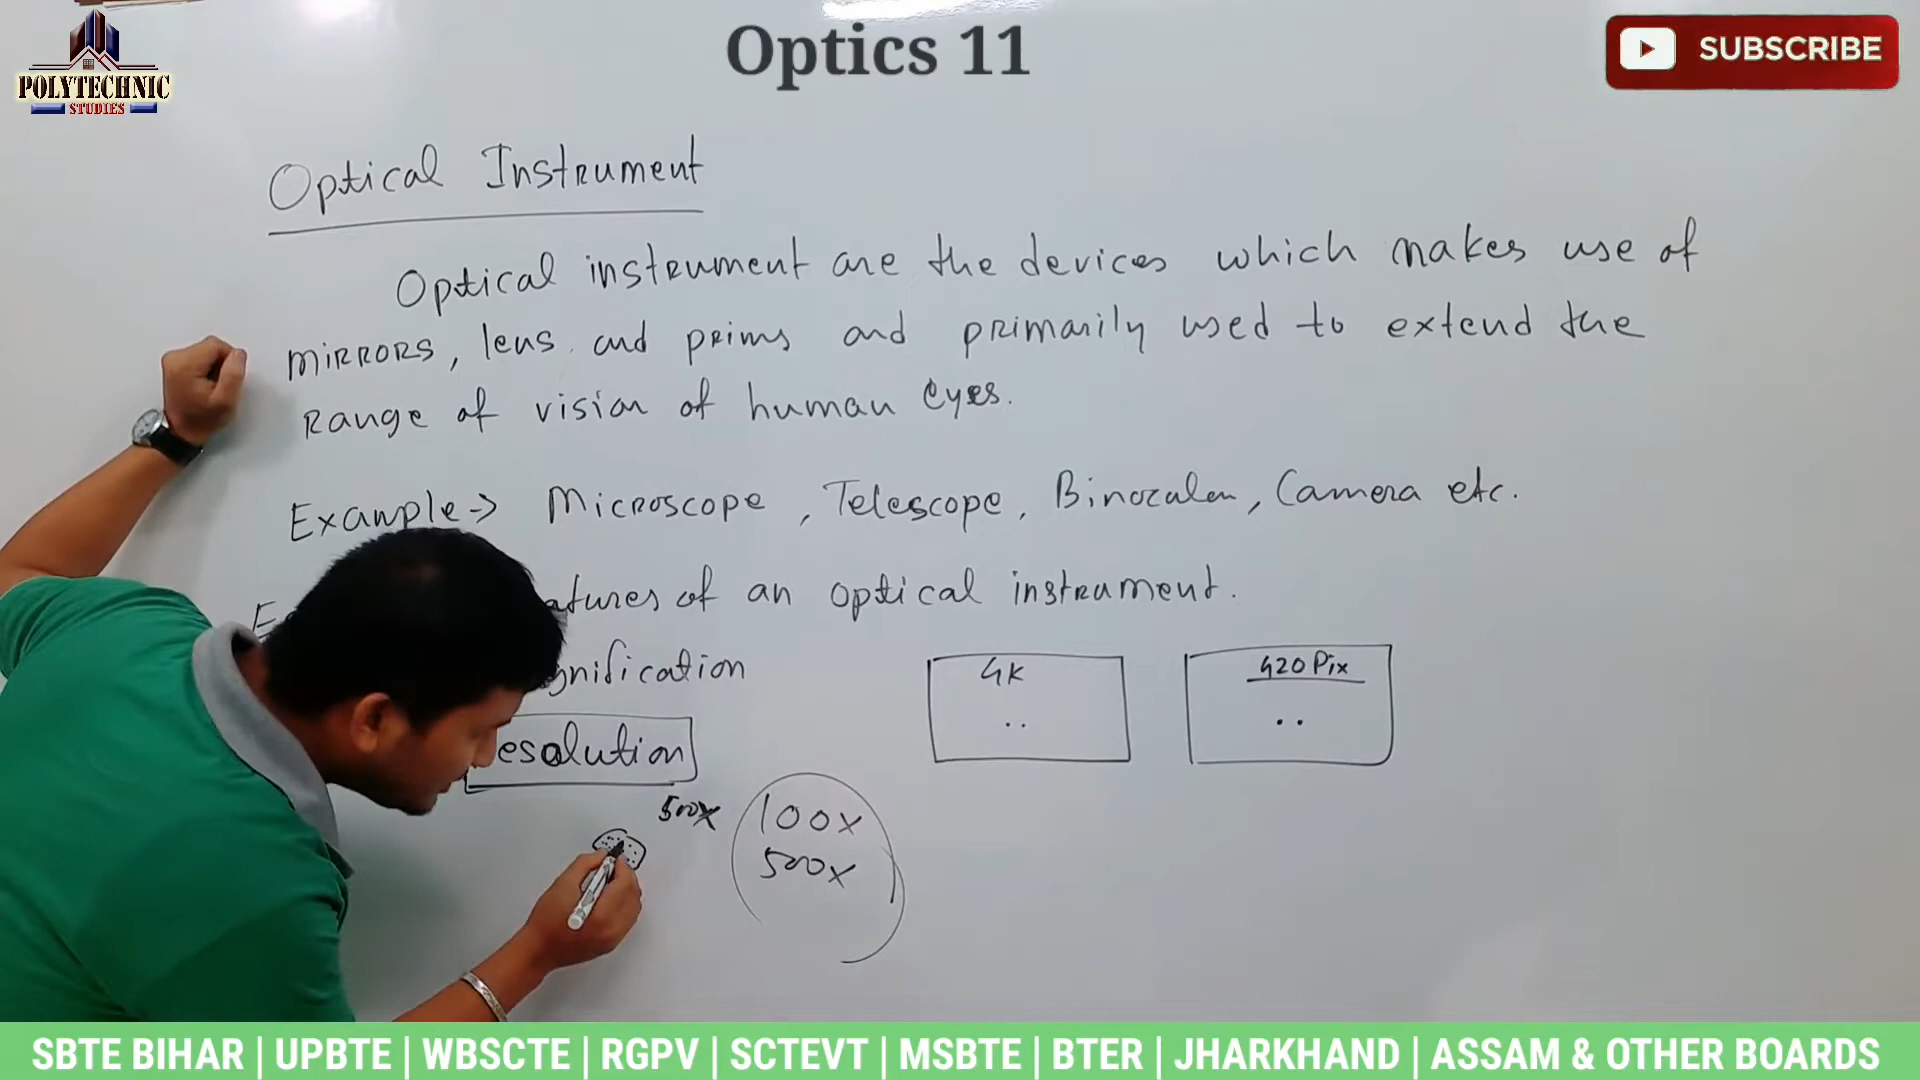 POLYTECHNIC
STUDIES
Optics 11
SUBSCRIBE
Optical Instrument
Optical instrument are the devices which makes use of
mirrors, lens and prims and primarily used to extend the
Range of vision of human eyes.
Example-> Microscope, Telescope, Binocular, Camera etc.
atures of an optical instrument.
gnification
4K
420 Pix
esolution
500x
100x
500x
SBTE BIHAR | UPBTE | WBSCTE | RGPV | SCTEVT | MSBTE | BTER | JHARKHAND | ASSAM & OTHER BOARDS